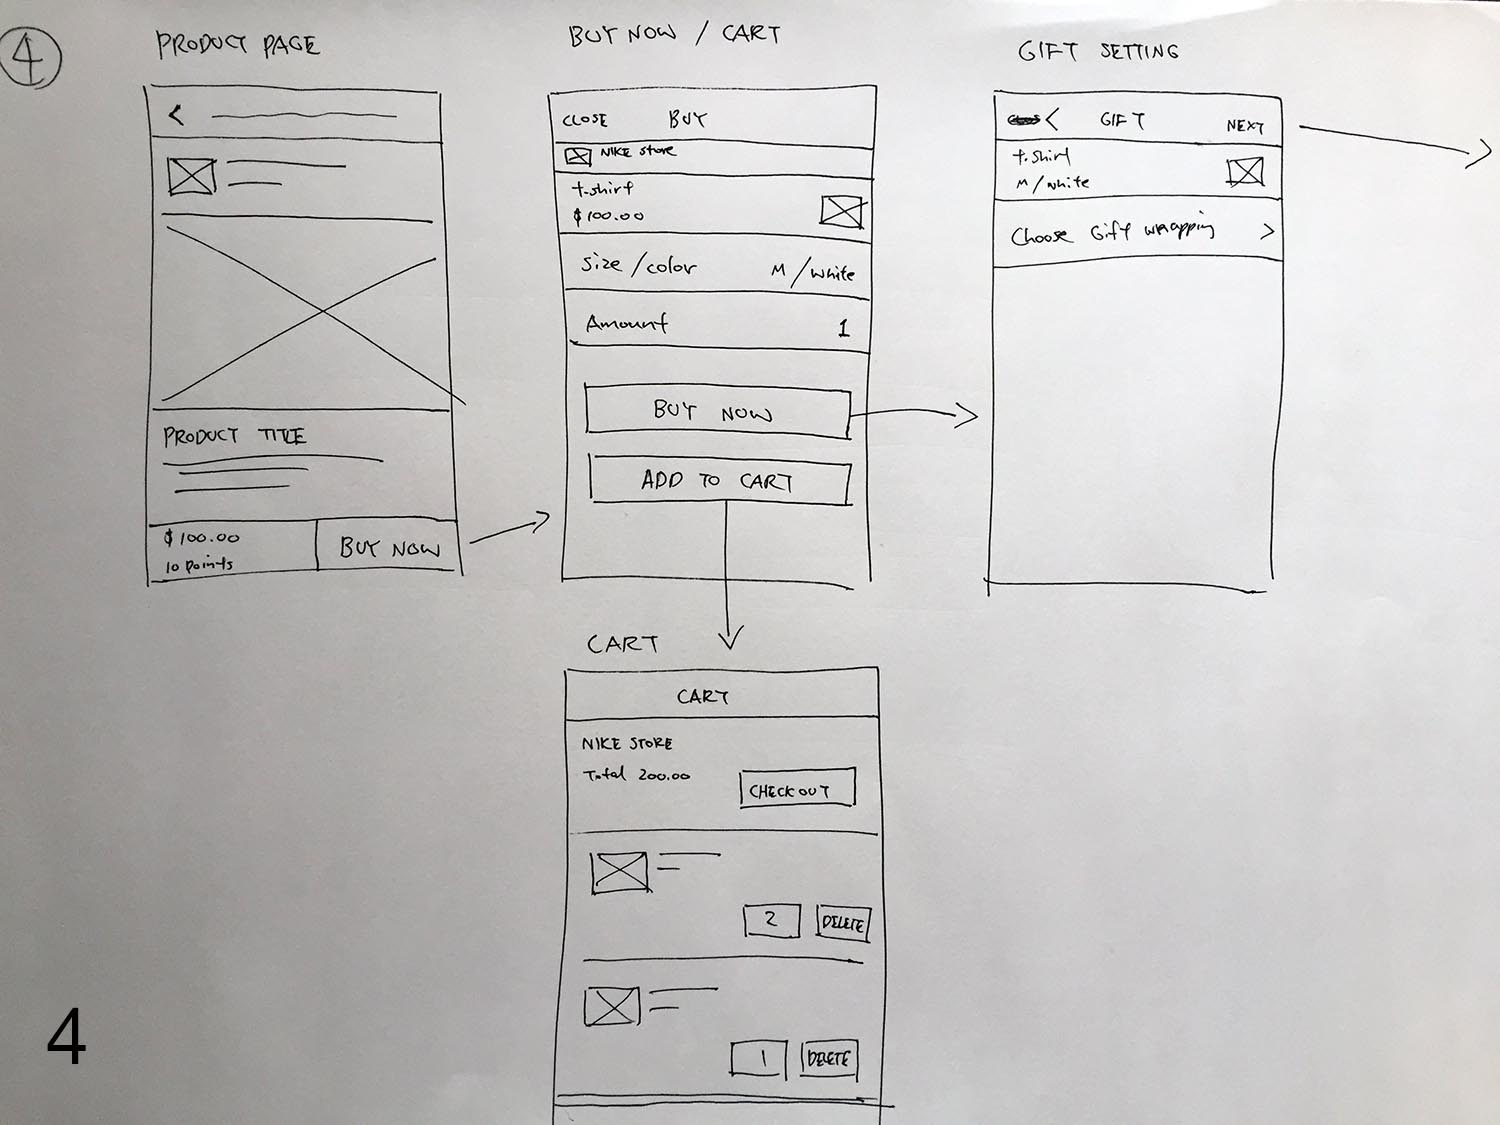 4
PRODUCT PAGE
<
PRODUCT TITLE
$100.00
10 points
BUY NOW
BUY NOW / CART
CLOSE BUY
NIKE Store
t-shirt
$100.00
Size/color M/white
Amount 1
BUY NOW
ADD TO CART
GIFT SETTING
< GIFT NEXT
t.shirt
M/white
Choose Gift wrapping >
CART
CART
NIKE STORE
Total 200.00
CHECKOUT
2 DELETE
1 DELETE
4